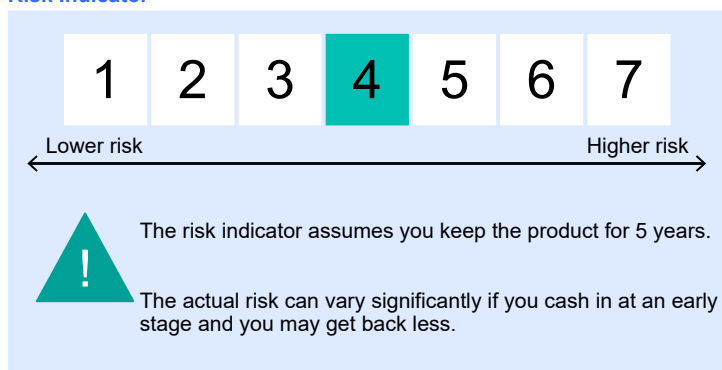 Risk Indicator
1 2 3 4 5 6 7
Lower risk Higher risk
!
The risk indicator assumes you keep the product for 5 years.
The actual risk can vary significantly if you cash in at an early
stage and you may get back less.